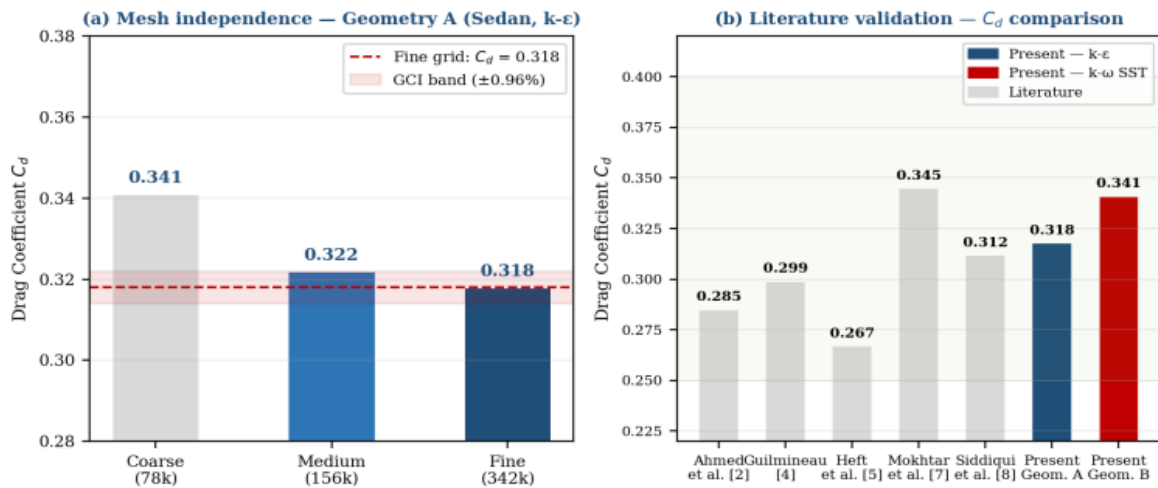 (a) Mesh independence — Geometry A (Sedan, k-ε)
Drag Coefficient C_d
0.38
0.36
0.34
0.32
0.30
0.28
Fine grid: C_d = 0.318
GCI band (±0.96%)
0.341
0.322
0.318
Coarse
(78k)
Medium
(156k)
Fine
(342k)
(b) Literature validation — C_d comparison
Drag Coefficient C_d
0.400
0.375
0.350
0.325
0.300
0.275
0.250
0.225
Present — k-ε
Present — k-ω SST
Literature
0.285
0.299
0.267
0.345
0.312
0.318
0.341
Ahmed
et al. [2]
Guilmineau
[4]
Heft
et al. [5]
Mokhtar
et al. [7]
Siddiqui
et al. [8]
Present
Geom. A
Present
Geom. B